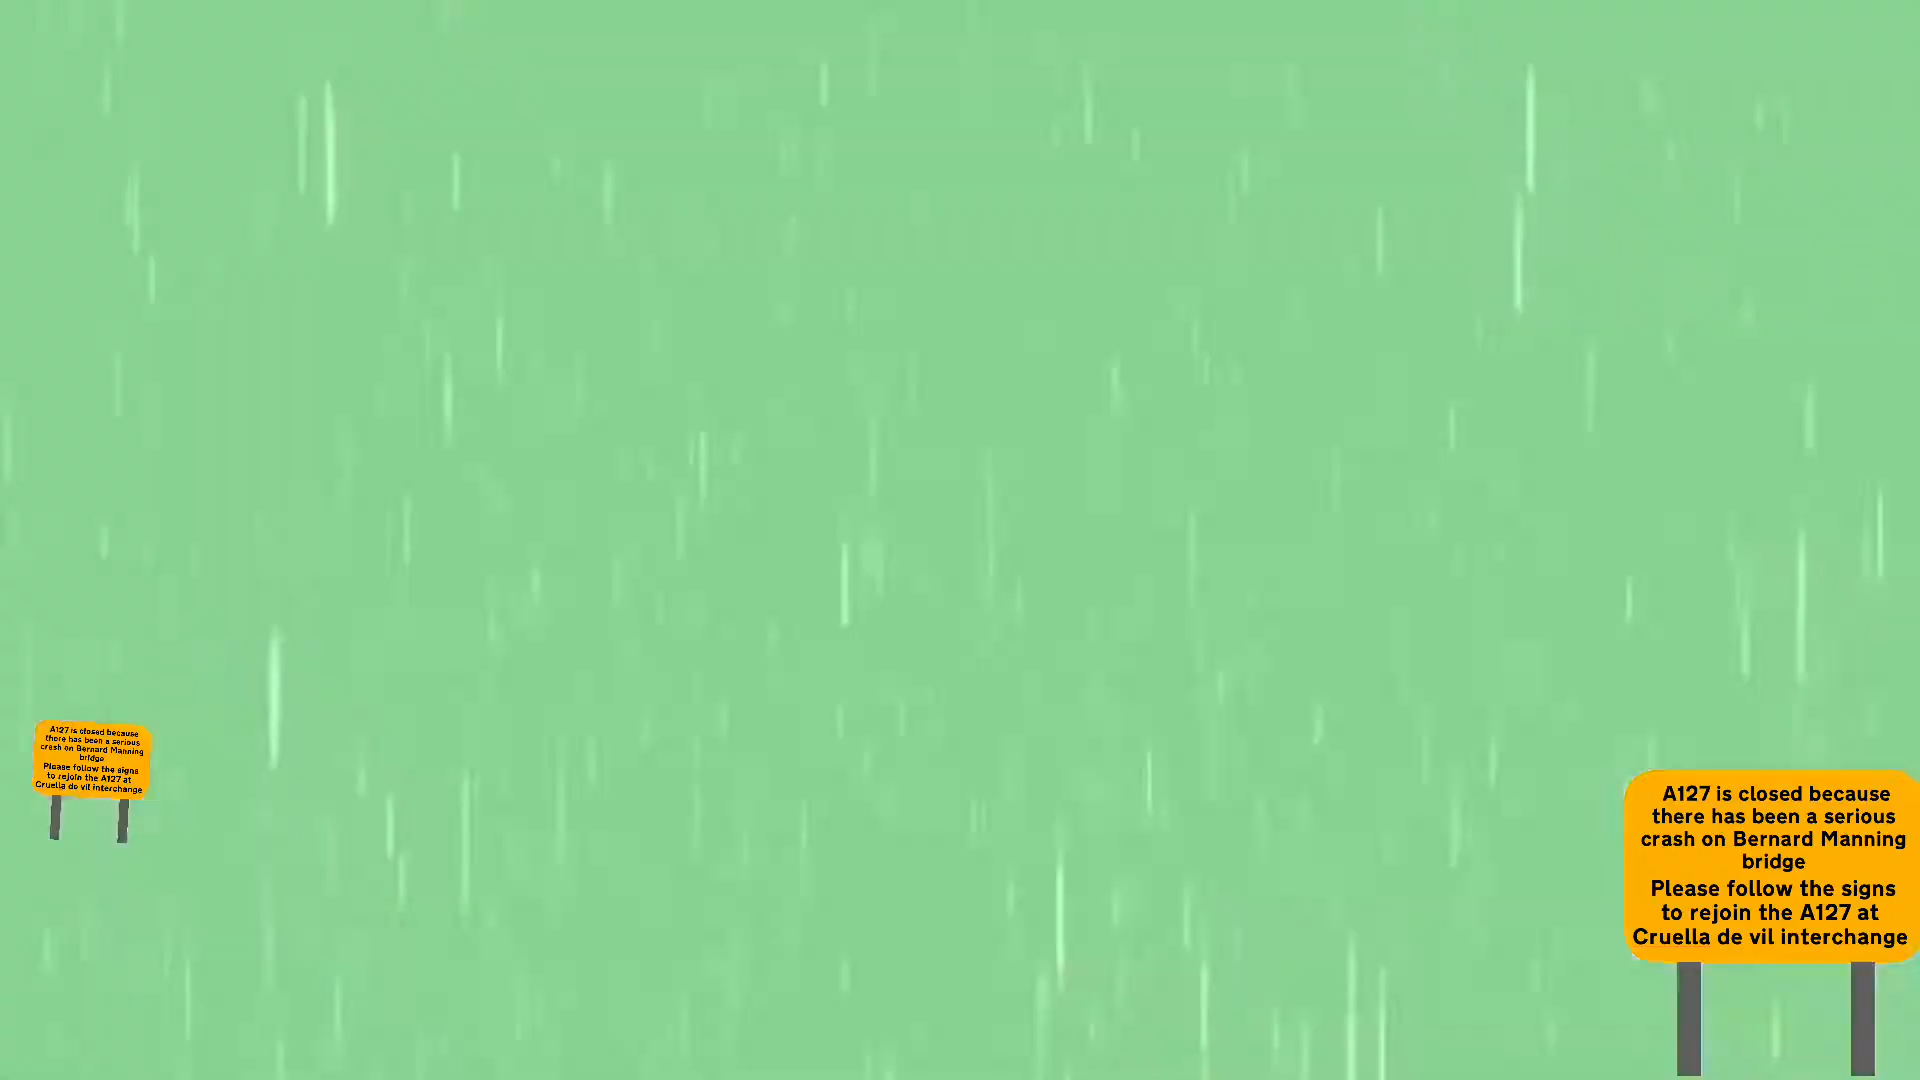 A127 is closed because
there has been a serious
crash on Bernard Manning
bridge
Please follow the signs
to rejoin the A127 at
Cruella de vil interchange
A127 is closed because
there has been a serious
crash on Bernard Manning
bridge
Please follow the signs
to rejoin the A127 at
Cruella de vil interchange